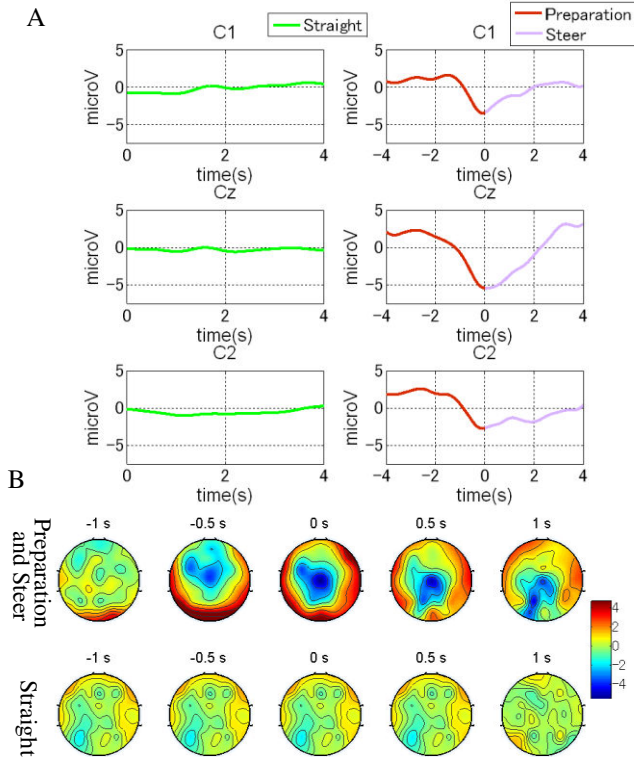 A
C1
Straight
C1
Preparation
Steer
microV
5
0
-5
0
2
4
time(s)
microV
5
0
-5
-4
-2
0
2
4
time(s)
Cz
microV
5
0
-5
0
2
4
time(s)
Cz
microV
5
0
-5
-4
-2
0
2
4
time(s)
C2
microV
5
0
-5
0
2
4
time(s)
C2
microV
5
0
-5
-4
-2
0
2
4
time(s)
B
Preparation
and Steer
-1 s
-0.5 s
0 s
0.5 s
1 s
4
2
0
-2
-4
Straight
-1 s
-0.5 s
0 s
0.5 s
1 s